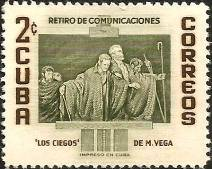 RETIRO DE COMUNICACIONES
2¢
CUBA
CORREOS
'LOS CIEGOS' DE M. VEGA
IMPRESO EN CUBA